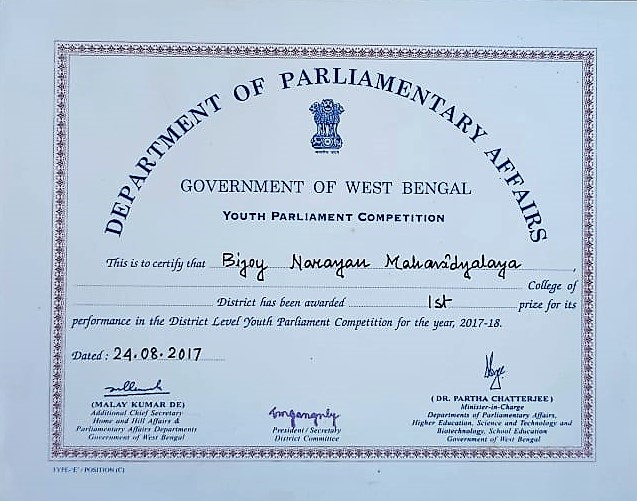 DEPARTMENT OF PARLIAMENTARY AFFAIRS
सत्यमेव जयते
GOVERNMENT OF WEST BENGAL
YOUTH PARLIAMENT COMPETITION
This is to certify that Bijoy Narayan Mahavidyalaya ,
College of
District has been awarded 1st prize for its
performance in the District Level Youth Parliament Competition for the year, 2017-18.
Dated : 24.08.2017
(MALAY KUMAR DE)
Additional Chief Secretary
Home and Hill Affairs &
Parliamentary Affairs Departments
Government of West Bengal
President / Secretary
District Committee
( DR. PARTHA CHATTERJEE )
Minister-in-Charge
Departments of Parliamentary Affairs,
Higher Education, Science and Technology and
Biotechnology, School Education
Government of West Bengal
TYPE-'E' / POSITION (C)